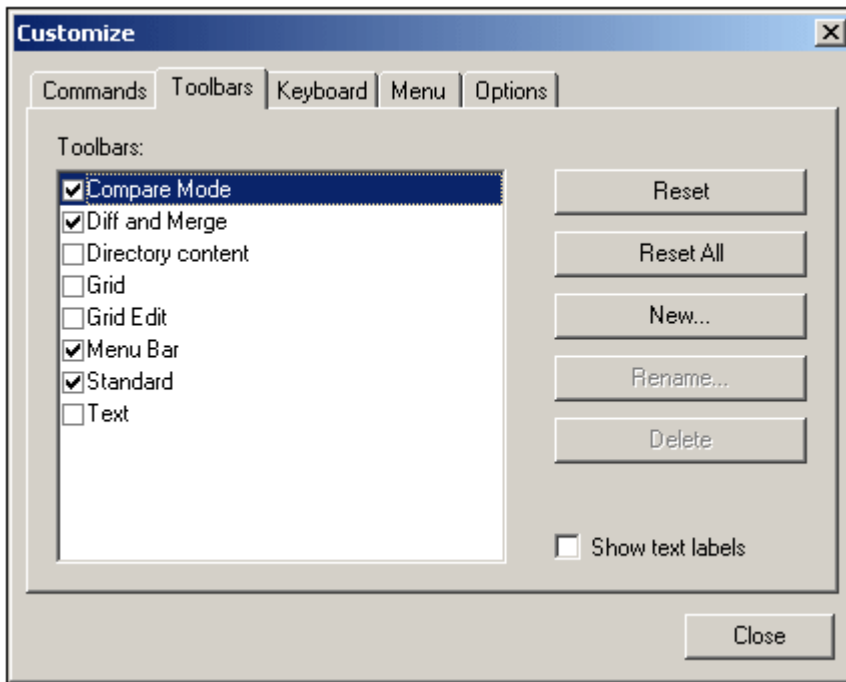 Customize
Commands Toolbars Keyboard Menu Options
Toolbars:
Compare Mode
Diff and Merge
Directory content
Grid
Grid Edit
Menu Bar
Standard
Text
Reset
Reset All
New...
Rename...
Delete
Show text labels
Close